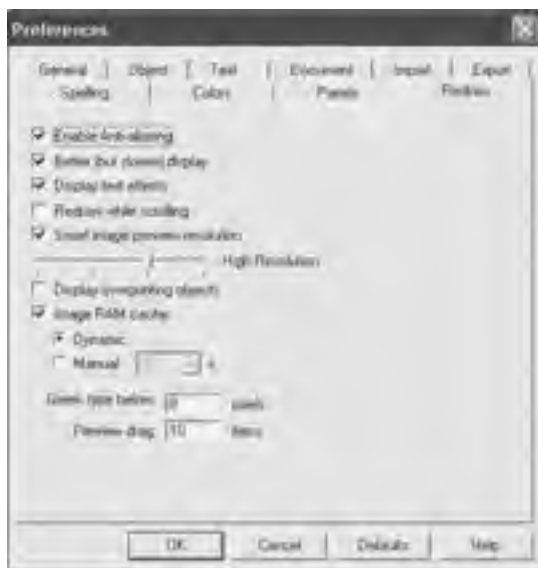 Preferences
General Object Text Document Import Export
Spelling Colors Panels Redraw
Enable Anti-aliasing
Better (but slower) display
Display text effects
Redraw while scrolling
Smart image preview resolution
High Resolution
Display overprinting objects
Image RAM cache:
Dynamic
Manual %
Greek type below: pixels
Preview drag: 10 items
OK Cancel Defaults Help